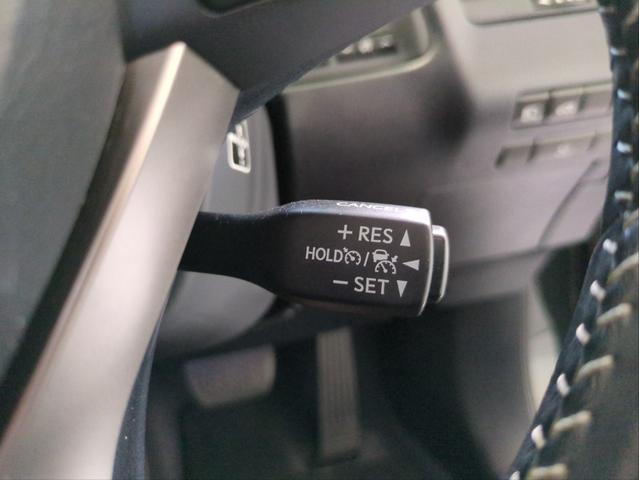 CANCEL
+ RES ▲
HOLD / ◄
− SET ▼